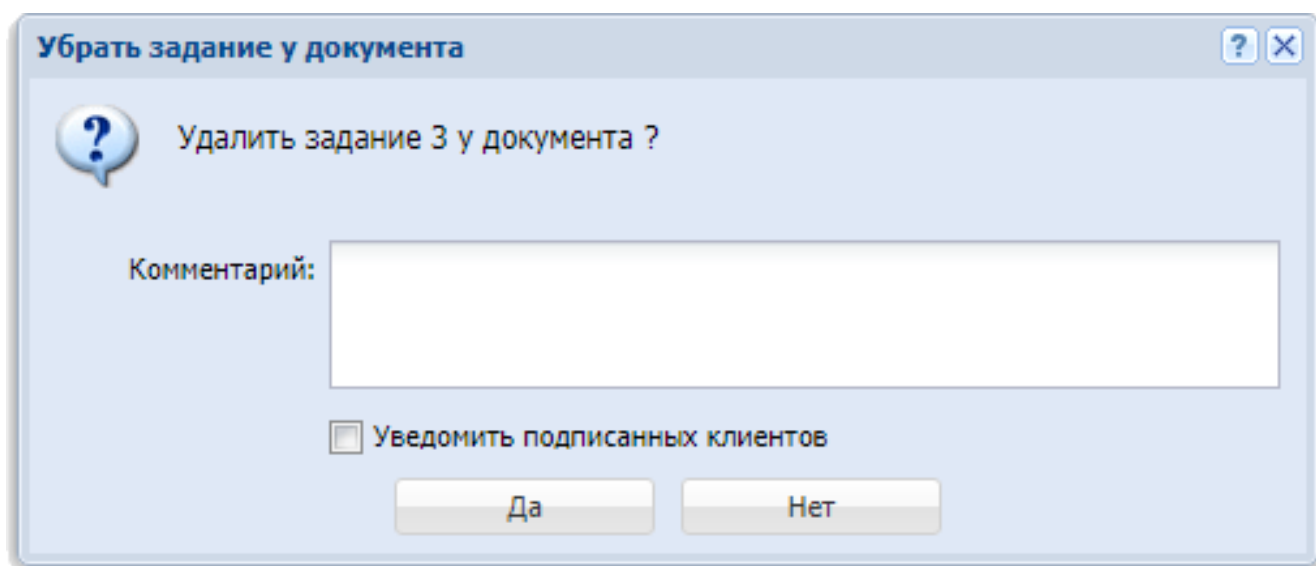 Убрать задание у документа
Удалить задание 3 у документа ?
Комментарий:
Уведомить подписанных клиентов
Да Нет